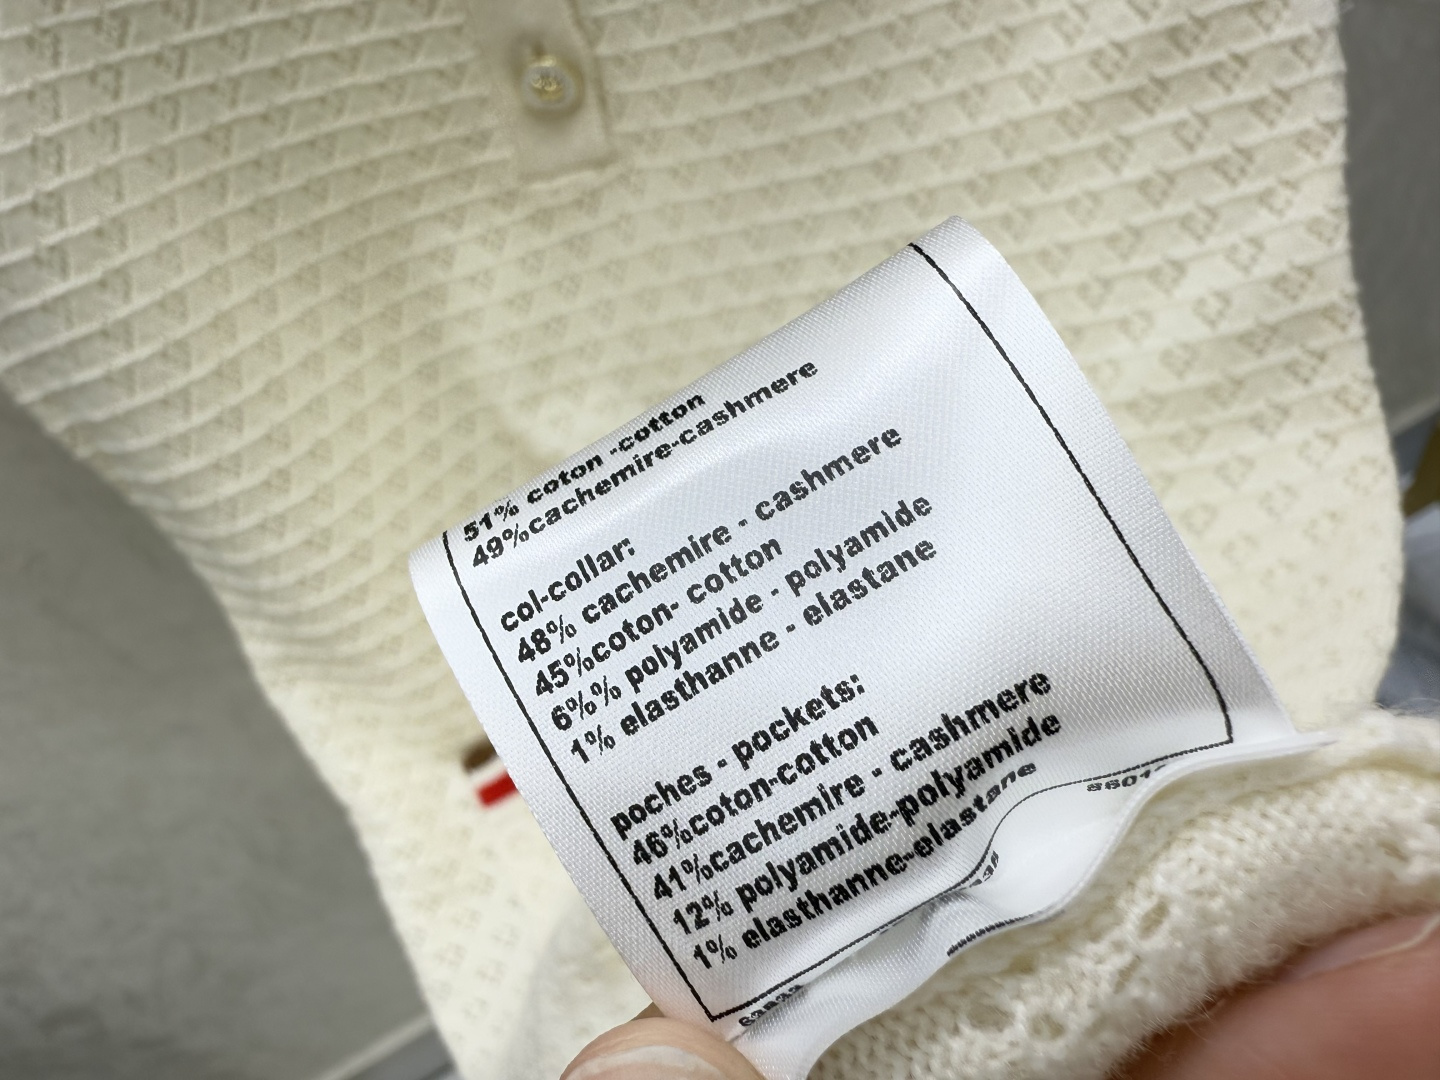 51% coton -cotton
49%cachemire-cashmere
col-collar:
48% cachemire - cashmere
45%coton- cotton
6%% polyamide - polyamide
1% elasthanne - elastane
poches - pockets:
46%coton-cotton
41%cachemire - cashmere
12% polyamide-polyamide
1% elasthanne-elastane